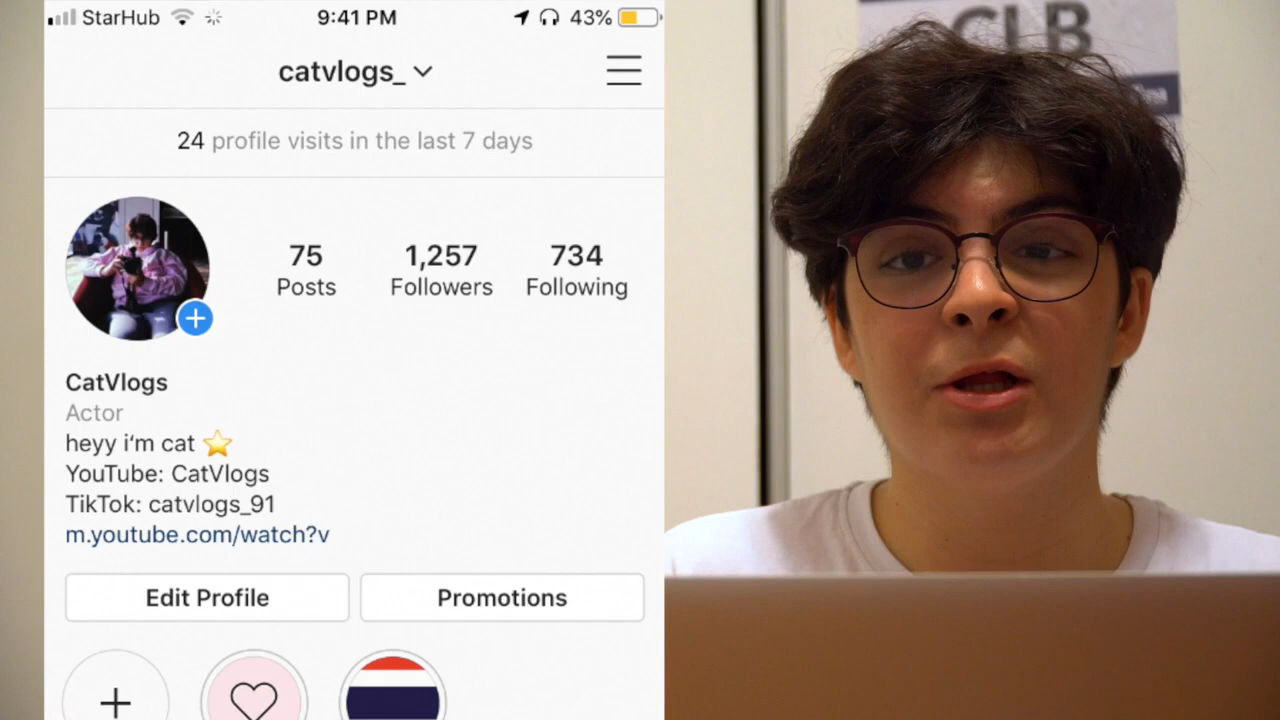 StarHub 9:41 PM 43%
catvlogs_
24 profile visits in the last 7 days
75 1,257 734
Posts Followers Following
CatVlogs
Actor
heyy i'm cat ⭐
YouTube: CatVlogs
TikTok: catvlogs_91
m.youtube.com/watch?v
Edit Profile Promotions
CLB